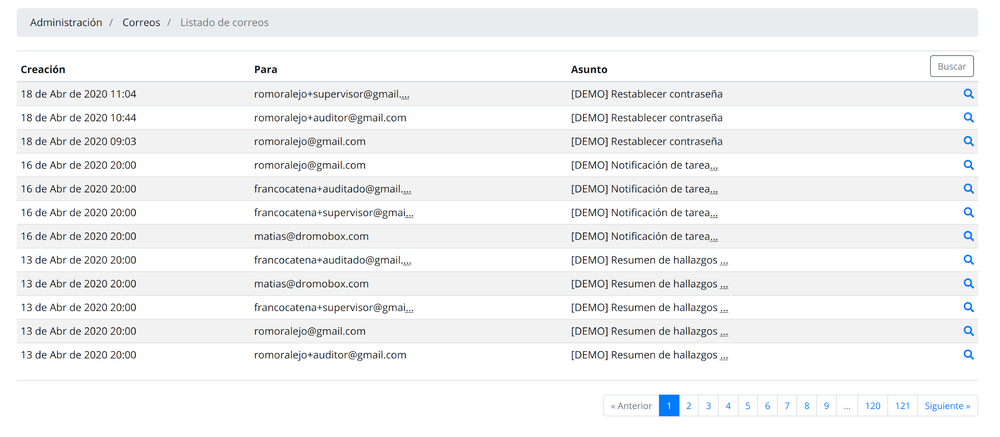 Administración / Correos / Listado de correos
Creación Para Asunto Buscar
18 de Abr de 2020 11:04 romoralejo+supervisor@gmail.... [DEMO] Restablecer contraseña
18 de Abr de 2020 10:44 romoralejo+auditor@gmail.com [DEMO] Restablecer contraseña
18 de Abr de 2020 09:03 romoralejo@gmail.com [DEMO] Restablecer contraseña
16 de Abr de 2020 20:00 romoralejo@gmail.com [DEMO] Notificación de tarea...
16 de Abr de 2020 20:00 francocatena+auditado@gmail.... [DEMO] Notificación de tarea...
16 de Abr de 2020 20:00 francocatena+supervisor@gmai... [DEMO] Notificación de tarea...
16 de Abr de 2020 20:00 matias@dromobox.com [DEMO] Notificación de tarea...
13 de Abr de 2020 20:00 francocatena+auditado@gmail.... [DEMO] Resumen de hallazgos ...
13 de Abr de 2020 20:00 matias@dromobox.com [DEMO] Resumen de hallazgos ...
13 de Abr de 2020 20:00 francocatena+supervisor@gmai... [DEMO] Resumen de hallazgos ...
13 de Abr de 2020 20:00 romoralejo@gmail.com [DEMO] Resumen de hallazgos ...
13 de Abr de 2020 20:00 romoralejo+auditor@gmail.com [DEMO] Resumen de hallazgos ...
« Anterior 1 2 3 4 5 6 7 8 9 ... 120 121 Siguiente »